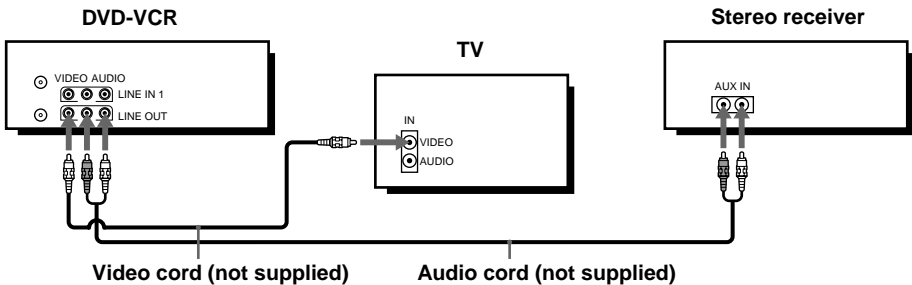 DVD-VCR
TV
Stereo receiver
VIDEO AUDIO
LINE IN 1
LINE OUT
IN
VIDEO
AUDIO
AUX IN
Video cord (not supplied)
Audio cord (not supplied)